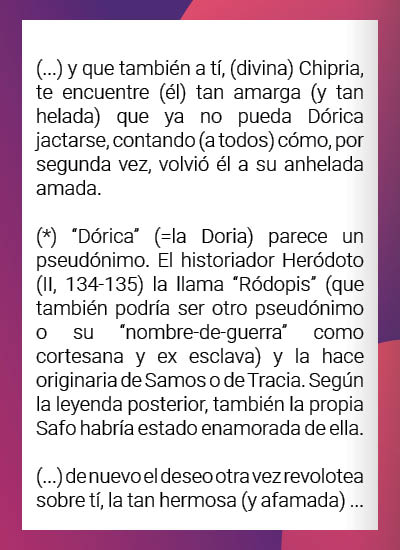 (...) y que también a tí, (divina) Chipria,
te encuentre (él) tan amarga (y tan
helada) que ya no pueda Dórica
jactarse, contando (a todos) cómo, por
segunda vez, volvió él a su anhelada
amada.
(*) “Dórica” (=la Doria) parece un
pseudónimo. El historiador Heródoto
(II, 134-135) la llama “Ródopis” (que
también podría ser otro pseudónimo
o su “nombre-de-guerra” como
cortesana y ex esclava) y la hace
originaria de Samos o de Tracia. Según
la leyenda posterior, también la propia
Safo habría estado enamorada de ella.
(...) de nuevo el deseo otra vez revolotea
sobre tí, la tan hermosa (y afamada) ...